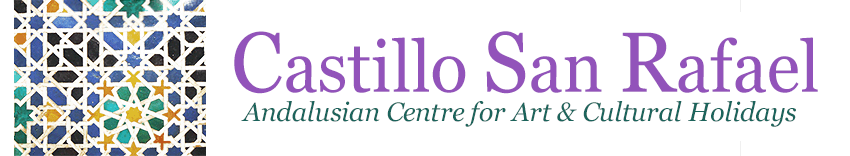 Castillo San Rafael
Andalusian Centre for Art & Cultural Holidays